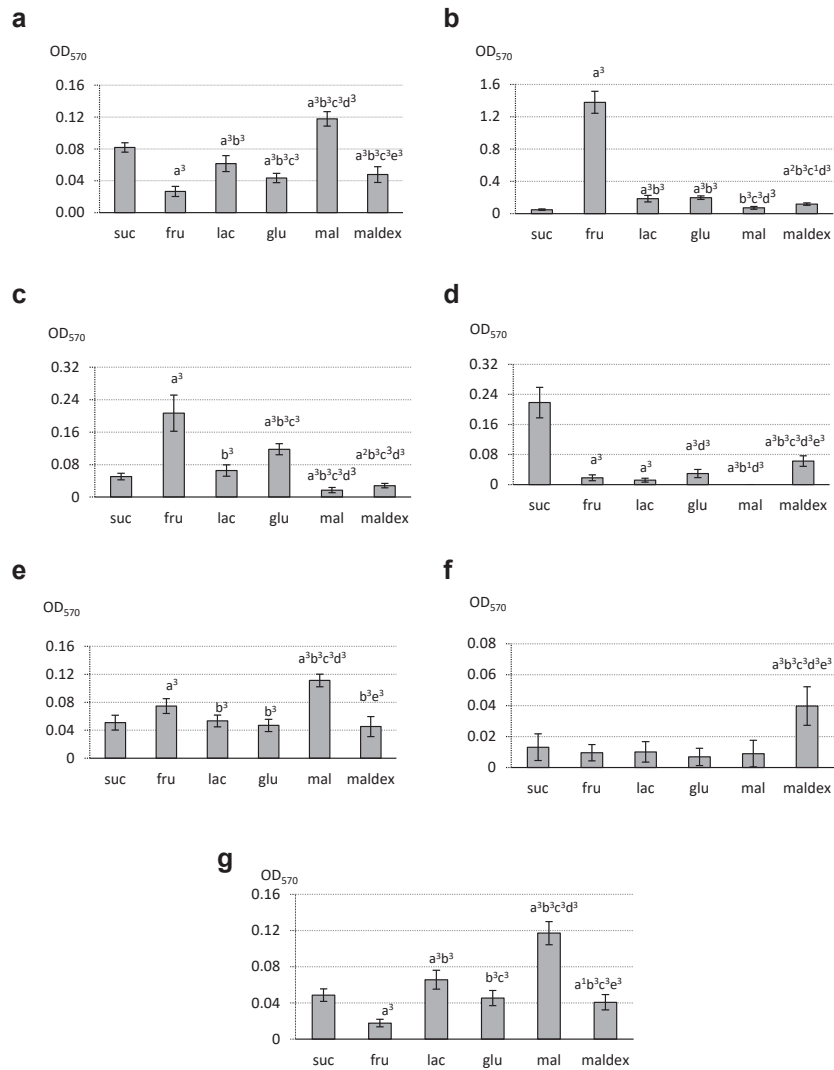 a
OD570
0.16
0.12
0.08
0.04
0.00
a³
a³b³
a³b³c³
a³b³c³d³
a³b³c³e³
suc fru lac glu mal maldex
b
OD570
1.6
1.2
0.8
0.4
0
a³
a³b³
a³b³
b³c³d³
a²b³c¹d³
suc fru lac glu mal maldex
c
OD570
0.32
0.24
0.16
0.08
0
a³
b³
a³b³c³
a³b³c³d³
a²b³c³d³
suc fru lac glu mal maldex
d
OD570
0.32
0.24
0.16
0.08
0
a³
a³
a³d³
a³b¹d³
a³b³c³d³e³
suc fru lac glu mal maldex
e
OD570
0.16
0.12
0.08
0.04
0
a³
b³
b³
a³b³c³d³
b³e³
suc fru lac glu mal maldex
f
OD570
0.08
0.06
0.04
0.02
0
a³b³c³d³e³
suc fru lac glu mal maldex
g
OD570
0.16
0.12
0.08
0.04
0
a³
a³b³
b³c³
a³b³c³d³
a¹b³c³e³
suc fru lac glu mal maldex